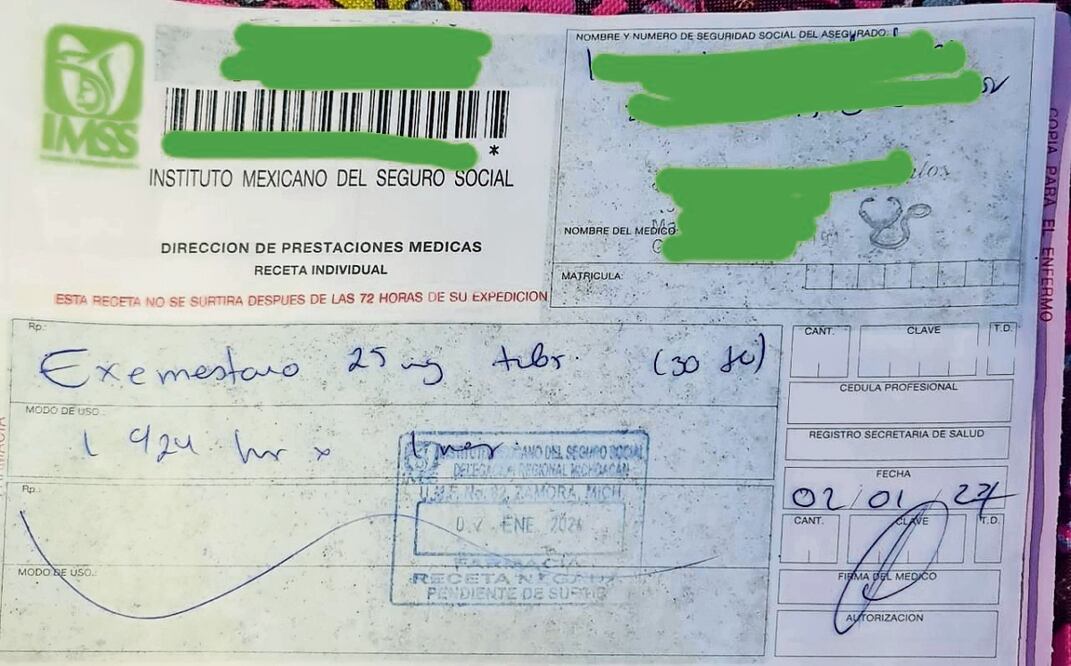 NOMBRE Y NUMERO DE SEGURIDAD SOCIAL DEL ASEGURADO:
IMSS
*
INSTITUTO MEXICANO DEL SEGURO SOCIAL
NOMBRE DEL MEDICO:
DIRECCION DE PRESTACIONES MEDICAS
RECETA INDIVIDUAL
MATRICULA:
ESTA RECETA NO SE SURTIRA DESPUES DE LAS 72 HORAS DE SU EXPEDICION
COPIA PARA EL ENFERMO
Rp.:
Exemestano 25 mg tabs. (30
MODO DE USO.:
1 c/24 hr x 1 mes.
INSTITUTO MEXICANO DEL SEGURO SOCIAL
DELEGACION REGIONAL MICHOACAN
U.M.F. No. 82, ZAMORA, MICH.
02 ENE. 2024
FARMACIA
RECETA NEGADA
PENDIENTE DE SURTIR
Rp.:
MODO DE USO.:
CANT. CLAVE T.D.
CEDULA PROFESIONAL
REGISTRO SECRETARIA DE SALUD
FECHA
02/01/24
CANT. CLAVE T.D.
FIRMA DEL MEDICO
AUTORIZACION